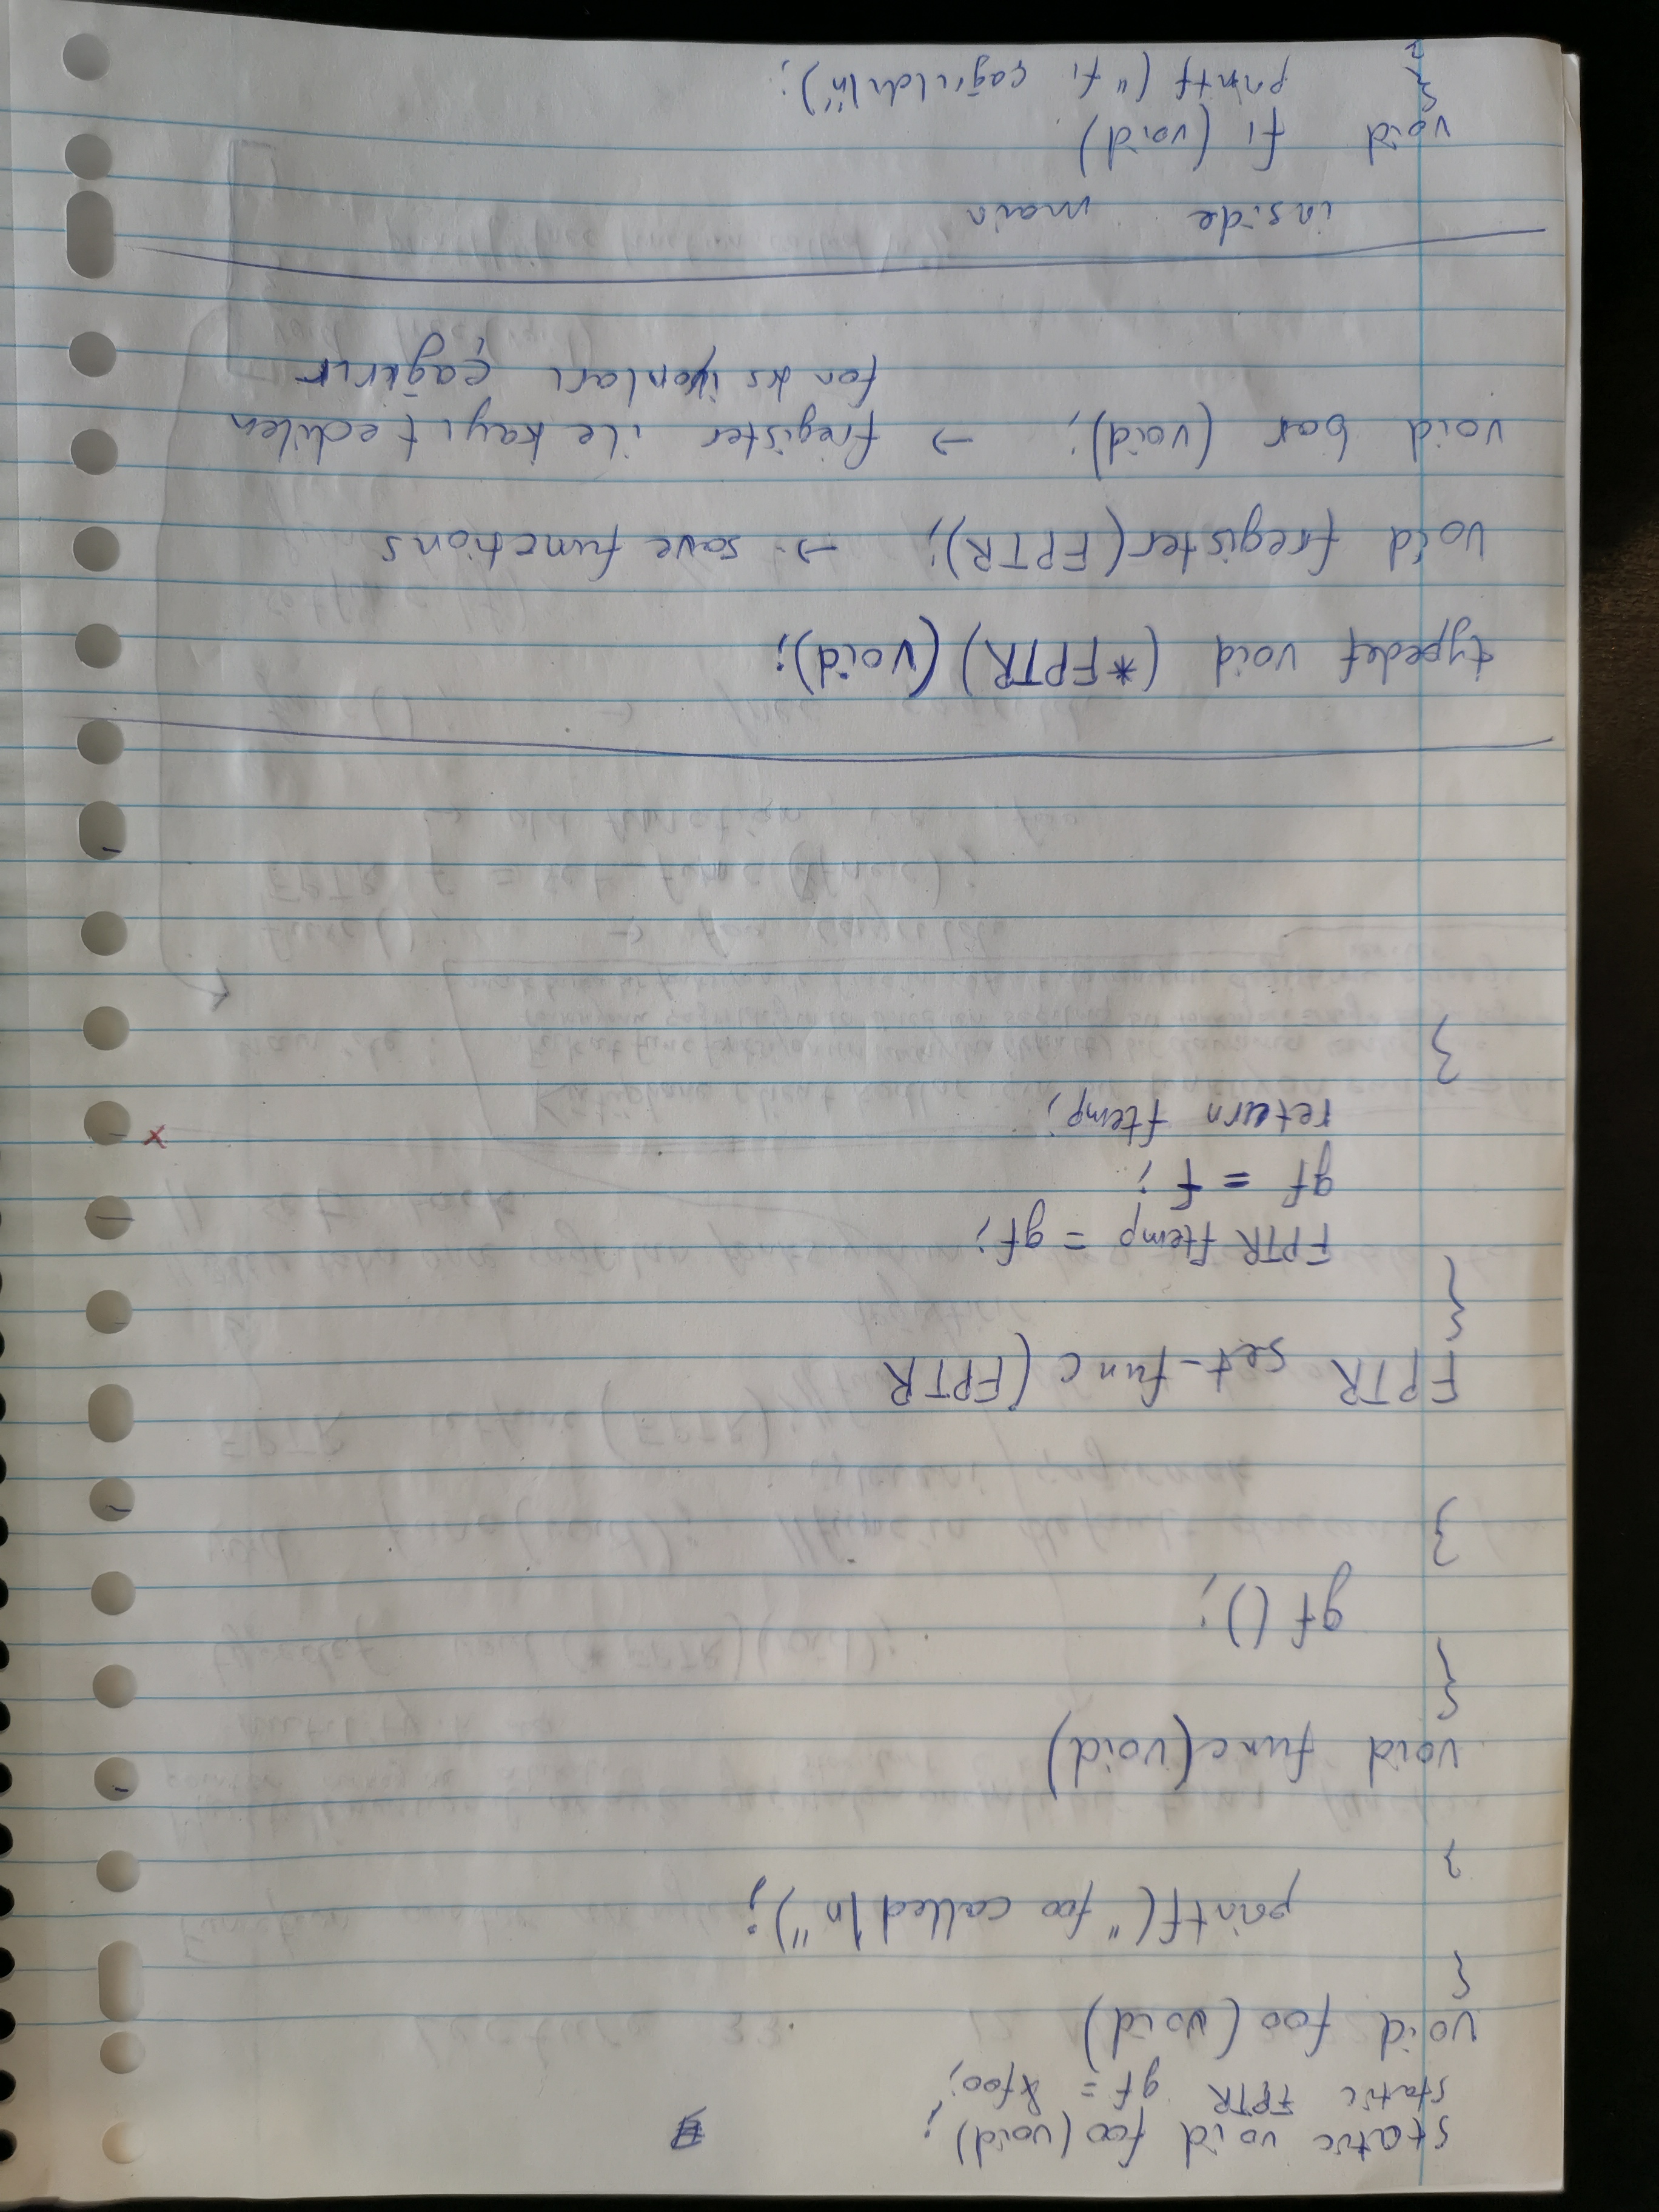 static void foo(void);
static FPTR gf = &foo;
void foo(void)
{
printf("foo called\n");
}
void func(void)
{
gf();
}
FPTR set-func(FPTR
{
FPTR ftemp = gf;
gf = f;
return ftemp;
}
typedef void (*FPTR)(void);
void fregister(FPTR); → save functions
void bar (void); → fregister ile kayıt edilen
fonksiyonları çağırır
inside main
void f1 (void)
{ printf ("f1 çağrıldı\n");
}